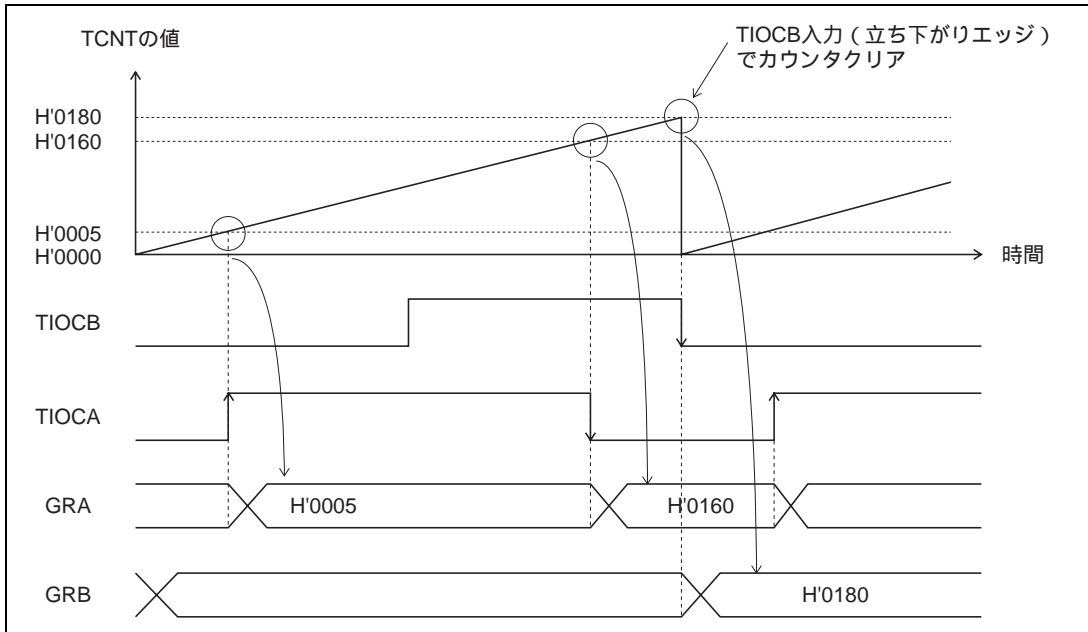 TCNTの値
TIOCB入力（立ち下がりエッジ）
でカウンタクリア
H'0180
H'0160
H'0005
H'0000
時間
TIOCB
TIOCA
GRA
H'0005
H'0160
GRB
H'0180